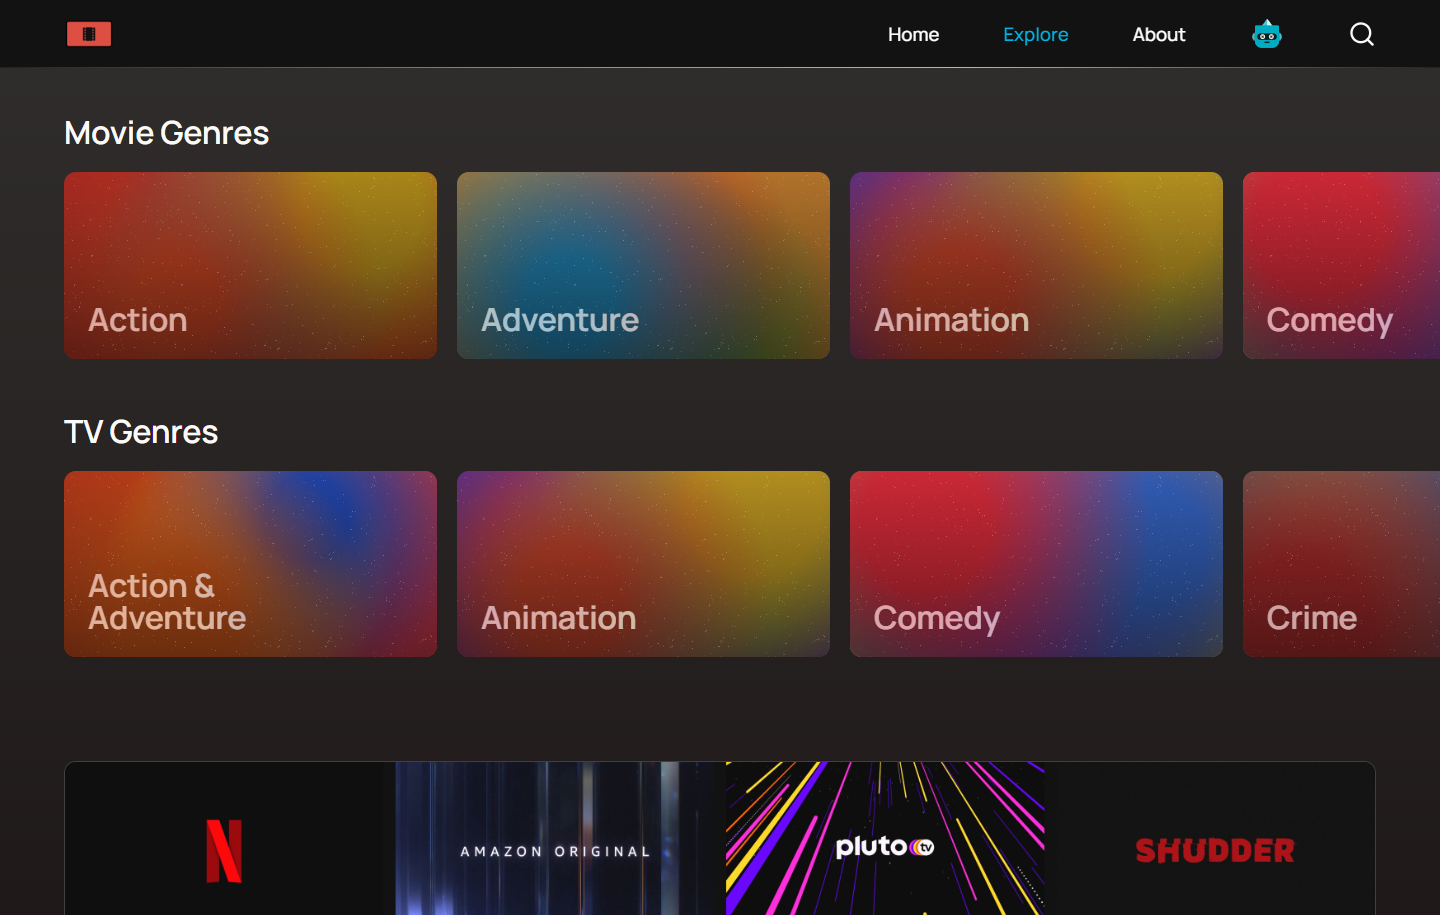 Home Explore About
Movie Genres
Action
Adventure
Animation
Comedy
TV Genres
Action &
Adventure
Animation
Comedy
Crime
N
AMAZON ORIGINAL
pluto tv
SHUDDER